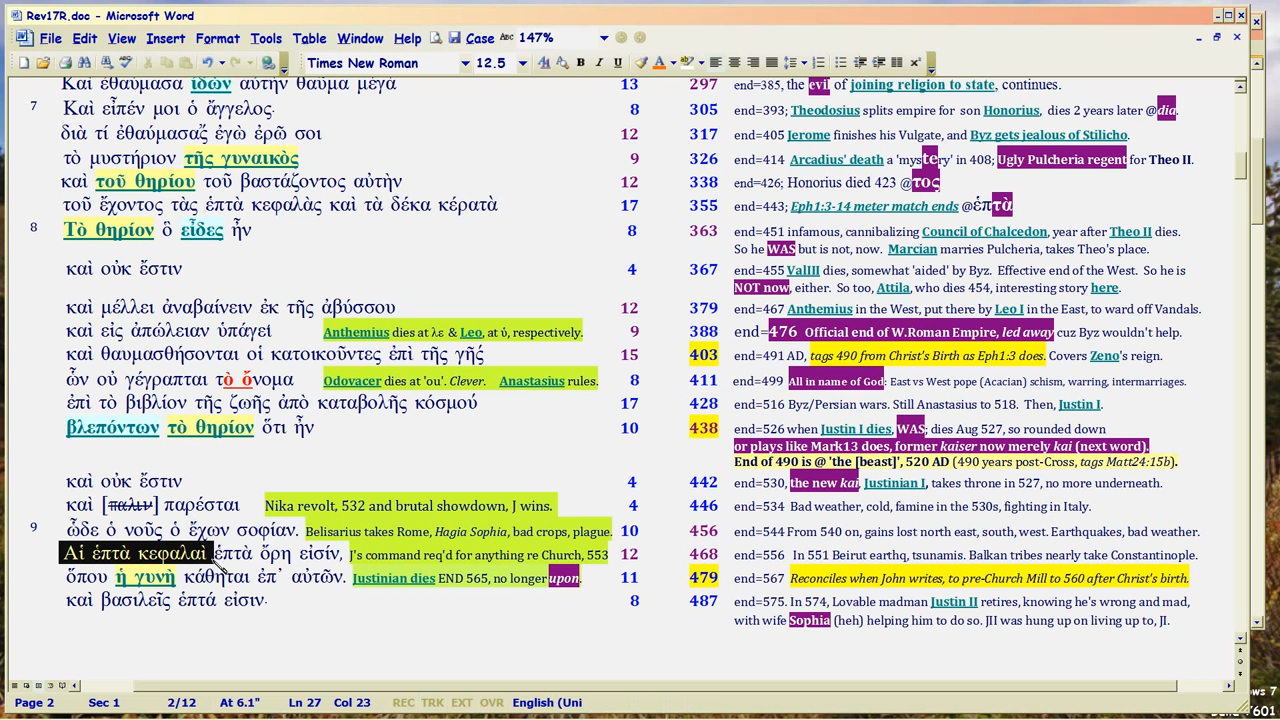 Rev17R.doc - Microsoft Word
File Edit View Insert Format Tools Table Window Help Case 147%
Times New Roman 12.5 B I U
Καὶ ἐθαύμασα ἰδὼν αὐτὴν θαῦμα μέγα 13 297 end=385, the evil of joining religion to state, continues.
7 Καὶ εἶπέν μοι ὁ ἄγγελος· 8 305 end=393; Theodosius splits empire for son Honorius, dies 2 years later @dia.
διὰ τί ἐθαύμασας; ἐγὼ ἐρῶ σοι 12 317 end=405 Jerome finishes his Vulgate, and Byz gets jealous of Stilicho.
τὸ μυστήριον τῆς γυναικὸς 9 326 end=414 Arcadius' death a 'mystery' in 408; Ugly Pulcheria regent for Theo II.
καὶ τοῦ θηρίου τοῦ βαστάζοντος αὐτὴν 12 338 end=426; Honorius died 423 @τος
τοῦ ἔχοντος τὰς ἑπτὰ κεφαλὰς καὶ τὰ δέκα κέρατὰ 17 355 end=443; Eph1:3-14 meter match ends @ἑπτὰ
8 Τὸ θηρίον ὃ εἶδες ἦν 8 363 end=451 infamous, cannibalizing Council of Chalcedon, year after Theo II dies.
So he WAS but is not, now. Marcian marries Pulcheria, takes Theo's place.
καὶ οὐκ ἔστιν 4 367 end=455 ValIII dies, somewhat 'aided' by Byz. Effective end of the West. So he is
NOT now, either. So too, Attila, who dies 454, interesting story here.
καὶ μέλλει ἀναβαίνειν ἐκ τῆς ἀβύσσου 12 379 end=467 Anthemius in the West, put there by Leo I in the East, to ward off Vandals.
καὶ εἰς ἀπώλειαν ὑπάγει Anthemius dies at λε & Leo, at ὑ, respectively. 9 388 end=476 Official end of W.Roman Empire, led away cuz Byz wouldn't help.
καὶ θαυμασθήσονται οἱ κατοικοῦντες ἐπὶ τῆς γῆς 15 403 end=491 AD, tags 490 from Christ's Birth as Eph1:3 does. Covers Zeno's reign.
ὧν οὐ γέγραπται τὸ ὄνομα Odovacer dies at 'ou'. Clever. Anastasius rules. 8 411 end=499 All in name of God: East vs West pope (Acacian) schism, warring, intermarriages.
ἐπὶ τὸ βιβλίον τῆς ζωῆς ἀπὸ καταβολῆς κόσμου 17 428 end=516 Byz/Persian wars. Still Anastasius to 518. Then, Justin I.
βλεπόντων τὸ θηρίον ὅτι ἦν 10 438 end=526 when Justin I dies, WAS; dies Aug 527, so rounded down
or plays like Mark13 does, former kaiser now merely kai (next word).
End of 490 is @ 'the [beast]', 520 AD (490 years post-Cross, tags Matt24:15b).
καὶ οὐκ ἔστιν 4 442 end=530, the new kai, Justinian I, takes throne in 527, no more underneath.
καὶ [παλιν] παρέσται Nika revolt, 532 and brutal showdown, J wins. 4 446 end=534 Bad weather, cold, famine in the 530s, fighting in Italy.
9 ὧδε ὁ νοῦς ὁ ἔχων σοφίαν. Belisarius takes Rome, Hagia Sophia, bad crops, plague. 10 456 end=544 From 540 on, gains lost north east, south, west. Earthquakes, bad weather.
Αἱ ἑπτὰ κεφαλαὶ ἑπτὰ ὄρη εἰσίν, J's command req'd for anything re Church, 553 12 468 end=556 In 551 Beirut earthq, tsunamis. Balkan tribes nearly take Constantinople.
ὅπου ἡ γυνὴ κάθηται ἐπ᾽ αὐτῶν. Justinian dies END 565, no longer upon. 11 479 end=567 Reconciles when John writes, to pre-Church Mill to 560 after Christ's birth.
καὶ βασιλεῖς ἑπτά εἰσιν· 8 487 end=575. In 574, Lovable madman Justin II retires, knowing he's wrong and mad,
with wife Sophia (heh) helping him to do so. JII was hung up on living up to, JI.
Page 2 Sec 1 2/12 At 6.1" Ln 27 Col 23 REC TRK EXT OVR English (Uni